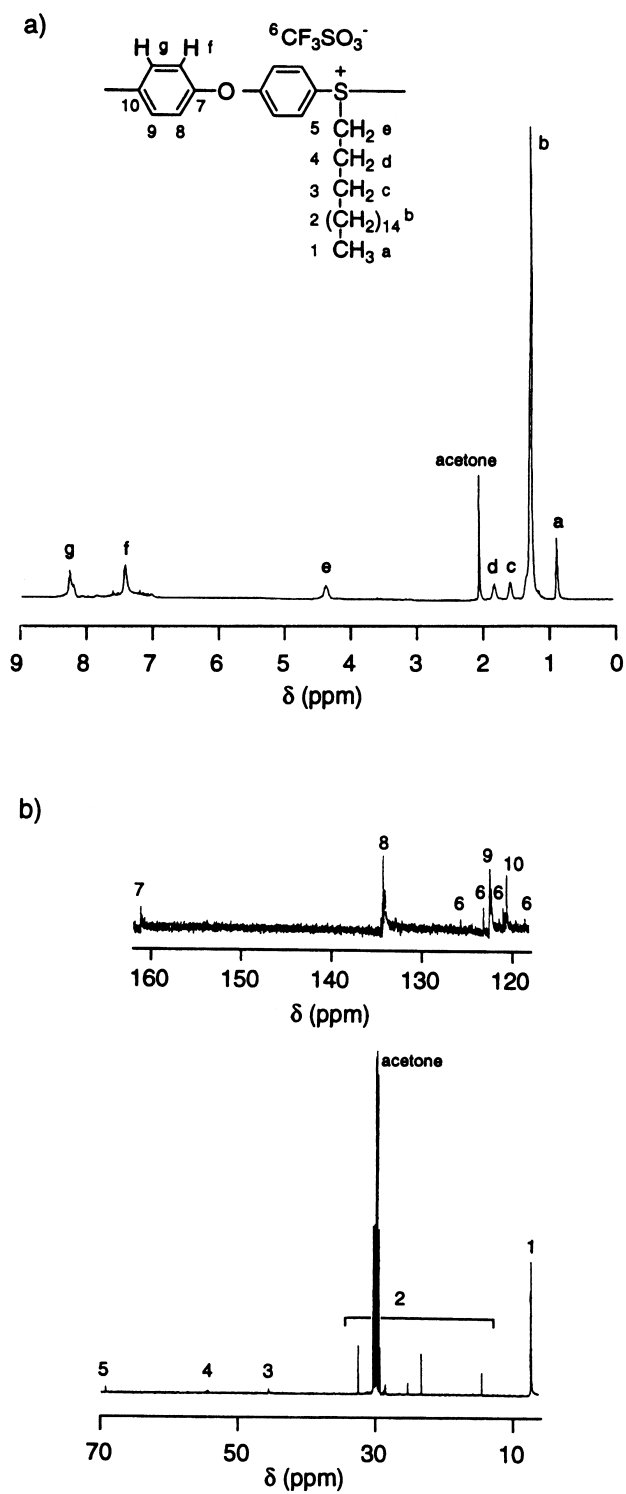 a)
⁶CF₃SO₃⁻
H g H f
10 7 O S +
9 8
5 CH₂ e
4 CH₂ d
3 CH₂ c
2 (CH₂)₁₄ b
1 CH₃ a
b
acetone
g f e d c a
9 8 7 6 5 4 3 2 1 0
δ (ppm)
b)
7 8 6 6 9 6 10 6
160 150 140 130 120
δ (ppm)
acetone
1
2
5 4 3
70 50 30 10
δ (ppm)